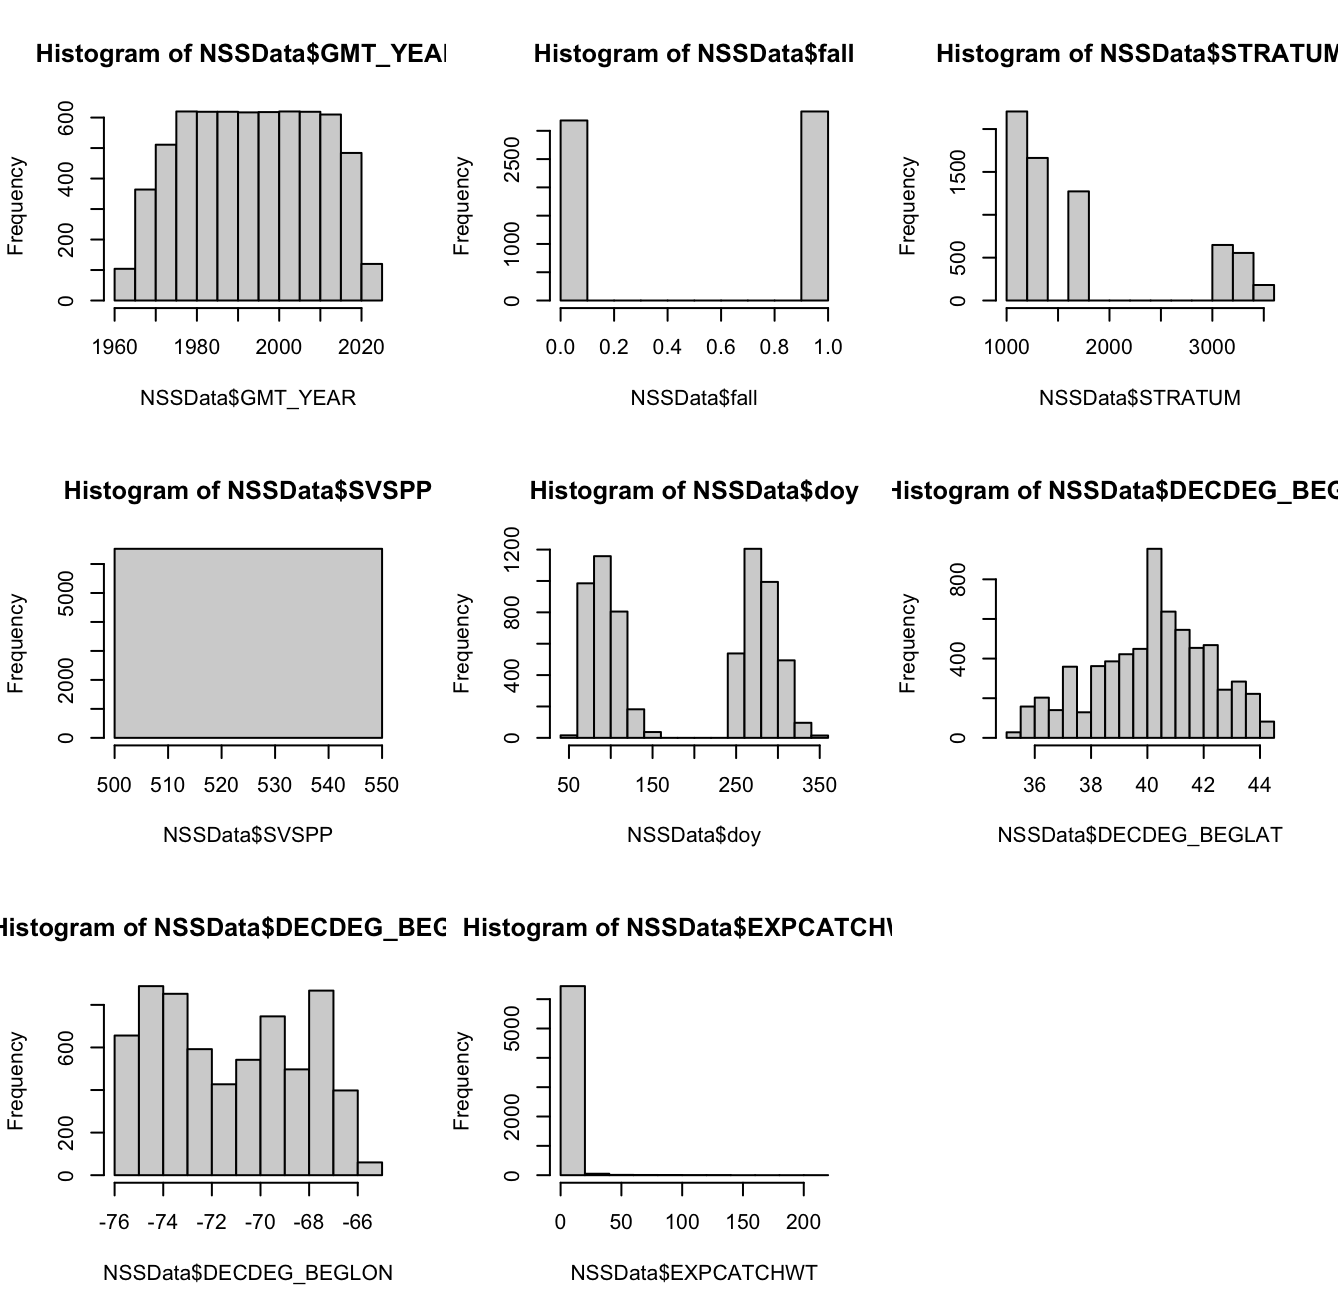 Histogram of NSSData$GMT_YEAI
Frequency
0 200 400 600
1960 1980 2000 2020
NSSData$GMT_YEAR
Histogram of NSSData$fall
Frequency
0 1000 2500
0.0 0.2 0.4 0.6 0.8 1.0
NSSData$fall
Histogram of NSSData$STRATUM
Frequency
0 500 1500
1000 2000 3000
NSSData$STRATUM
Histogram of NSSData$SVSPP
Frequency
0 2000 5000
500 510 520 530 540 550
NSSData$SVSPP
Histogram of NSSData$doy
Frequency
0 400 800 1200
50 150 250 350
NSSData$doy
Histogram of NSSData$DECDEG_BEG
Frequency
0 400 800
36 38 40 42 44
NSSData$DECDEG_BEGLAT
Histogram of NSSData$DECDEG_BEG
Frequency
0 200 600
-76 -74 -72 -70 -68 -66
NSSData$DECDEG_BEGLON
Histogram of NSSData$EXPCATCHW
Frequency
0 2000 5000
0 50 100 150 200
NSSData$EXPCATCHWT